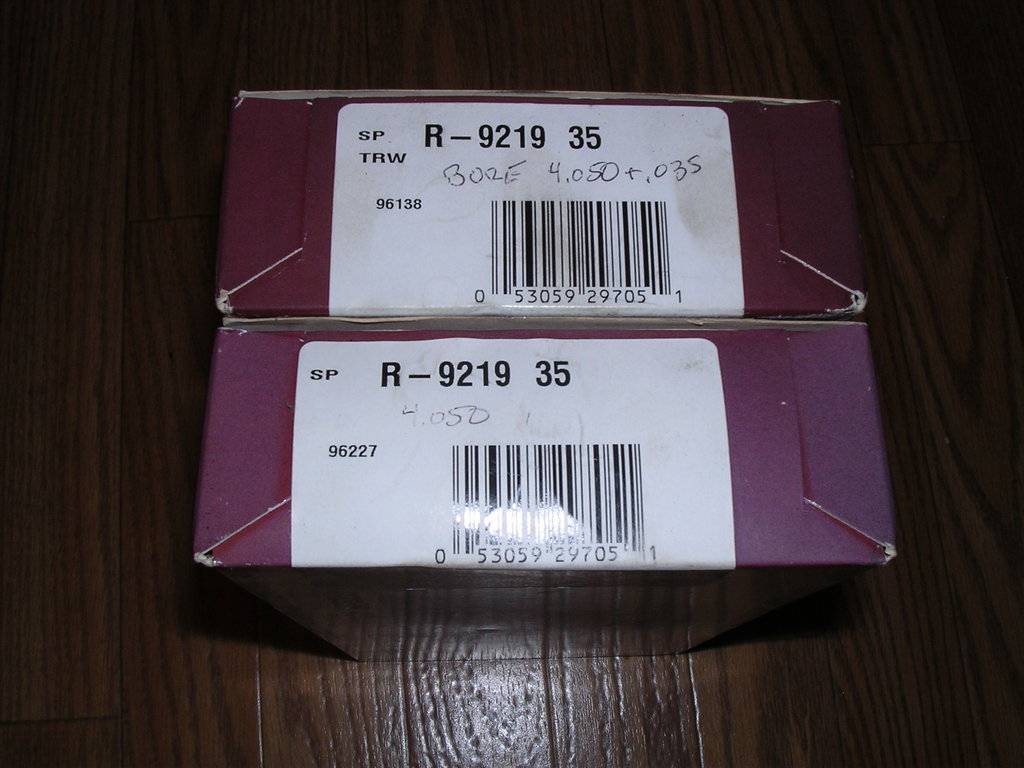 SP R-9219 35
TRW
BORE 4.050 +.035
96138
0 53059 29705 1
SP R-9219 35
4.050
96227
0 53059 29705 1